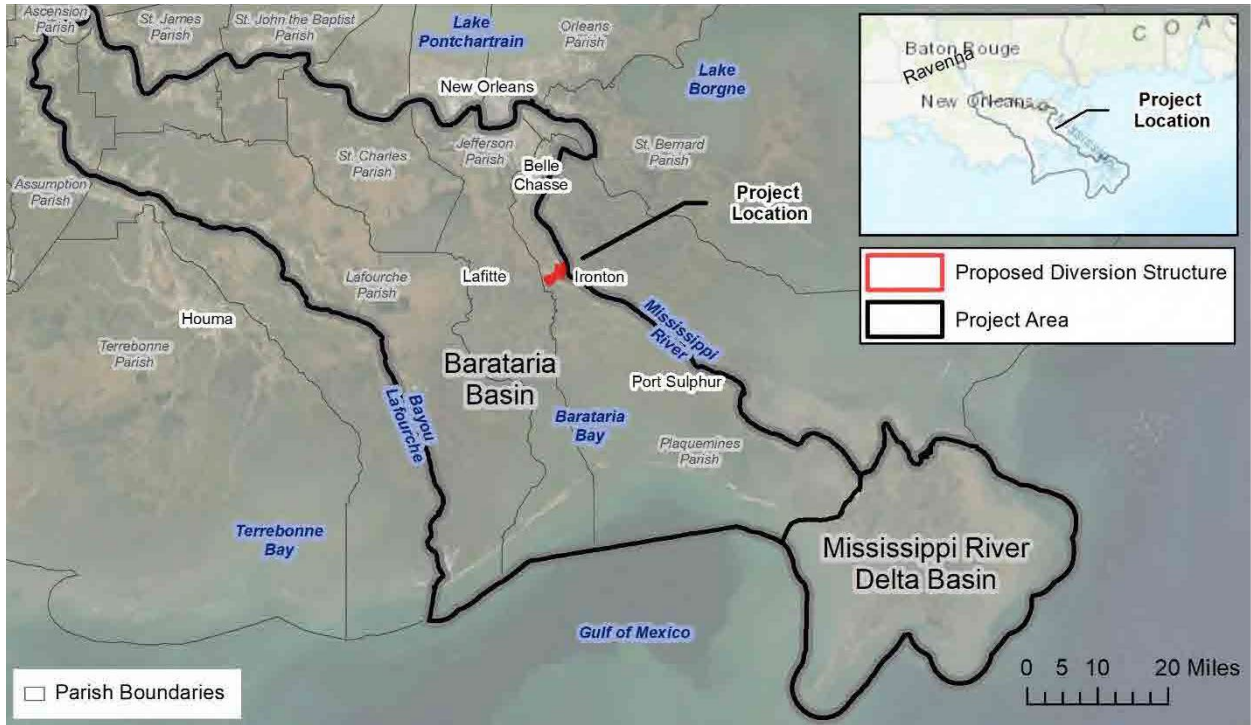 Ascension
Parish
St. James
Parish
St. John the Baptist
Parish
Lake
Pontchartrain
Orleans
Parish
Lake
Borgne
New Orleans
St. Charles
Parish
Jefferson
Parish
St. Bernard
Parish
Belle
Chasse
Assumption
Parish
Project
Location
Lafourche
Parish
Lafitte
Ironton
Houma
Terrebonne
Parish
Mississippi
River
Barataria
Basin
Port Sulphur
Bayou
Lafourche
Barataria
Bay
Plaquemines
Parish
Terrebonne
Bay
Mississippi River
Delta Basin
Gulf of Mexico
0 5 10 20 Miles
Parish Boundaries
C O A
Baton Rouge
Ravenha
New Orleans
Mississippi
Project
Location
Proposed Diversion Structure
Project Area